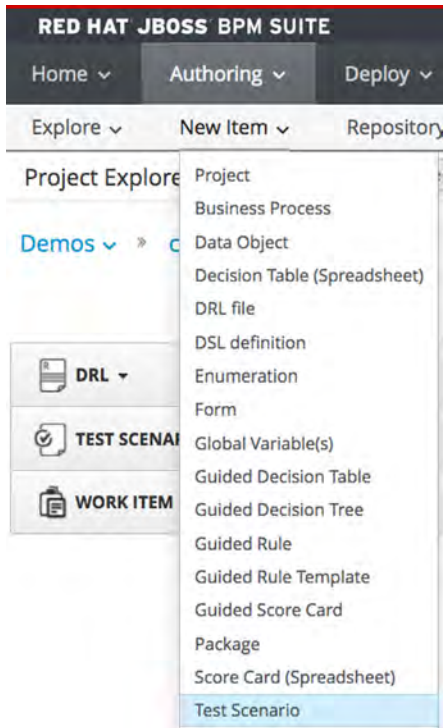 RED HAT JBOSS BPM SUITE
Home Authoring Deploy
Explore New Item Repository
Project Explore
Demos »
Project
Business Process
Data Object
Decision Table (Spreadsheet)
DRL file
DSL definition
Enumeration
Form
Global Variable(s)
Guided Decision Table
Guided Decision Tree
Guided Rule
Guided Rule Template
Guided Score Card
Package
Score Card (Spreadsheet)
Test Scenario
DRL
TEST SCENAR
WORK ITEM